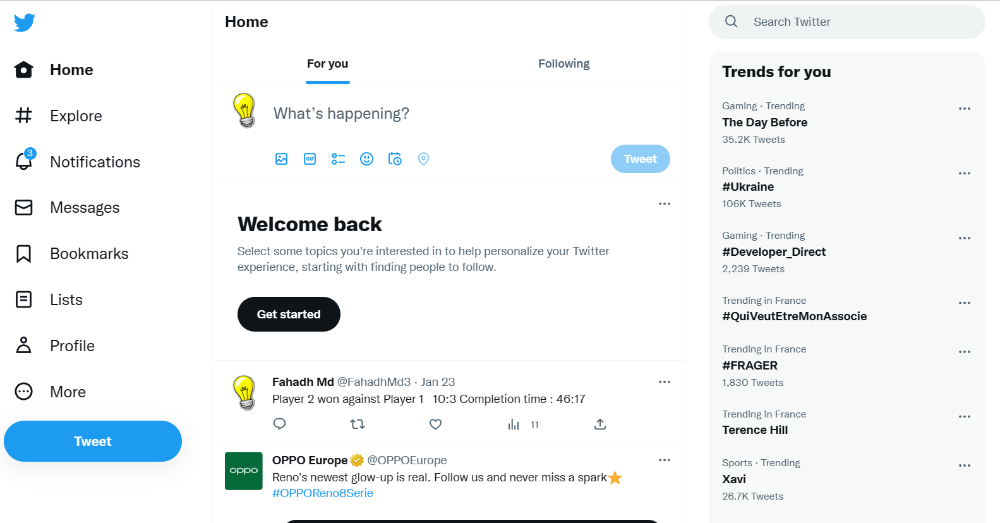 Home
Explore
3
Notifications
Messages
Bookmarks
Lists
Profile
More
Tweet
Home
For you
Following
What's happening?
GIF
Tweet
Welcome back
Select some topics you're interested in to help personalize your Twitter
experience, starting with finding people to follow.
Get started
Fahadh Md @FahadhMd3 · Jan 23
Player 2 won against Player 1 10:3 Completion time : 46:17
11
oppo
OPPO Europe @OPPOEurope
Reno's newest glow-up is real. Follow us and never miss a spark⭐
#OPPOReno8Serie
Search Twitter
Trends for you
Gaming · Trending
The Day Before
35.2K Tweets
Politics · Trending
#Ukraine
106K Tweets
Gaming · Trending
#Developer_Direct
2,239 Tweets
Trending in France
#QuiVeutEtreMonAssocie
Trending in France
#FRAGER
1,830 Tweets
Trending in France
Terence Hill
Sports · Trending
Xavi
26.7K Tweets